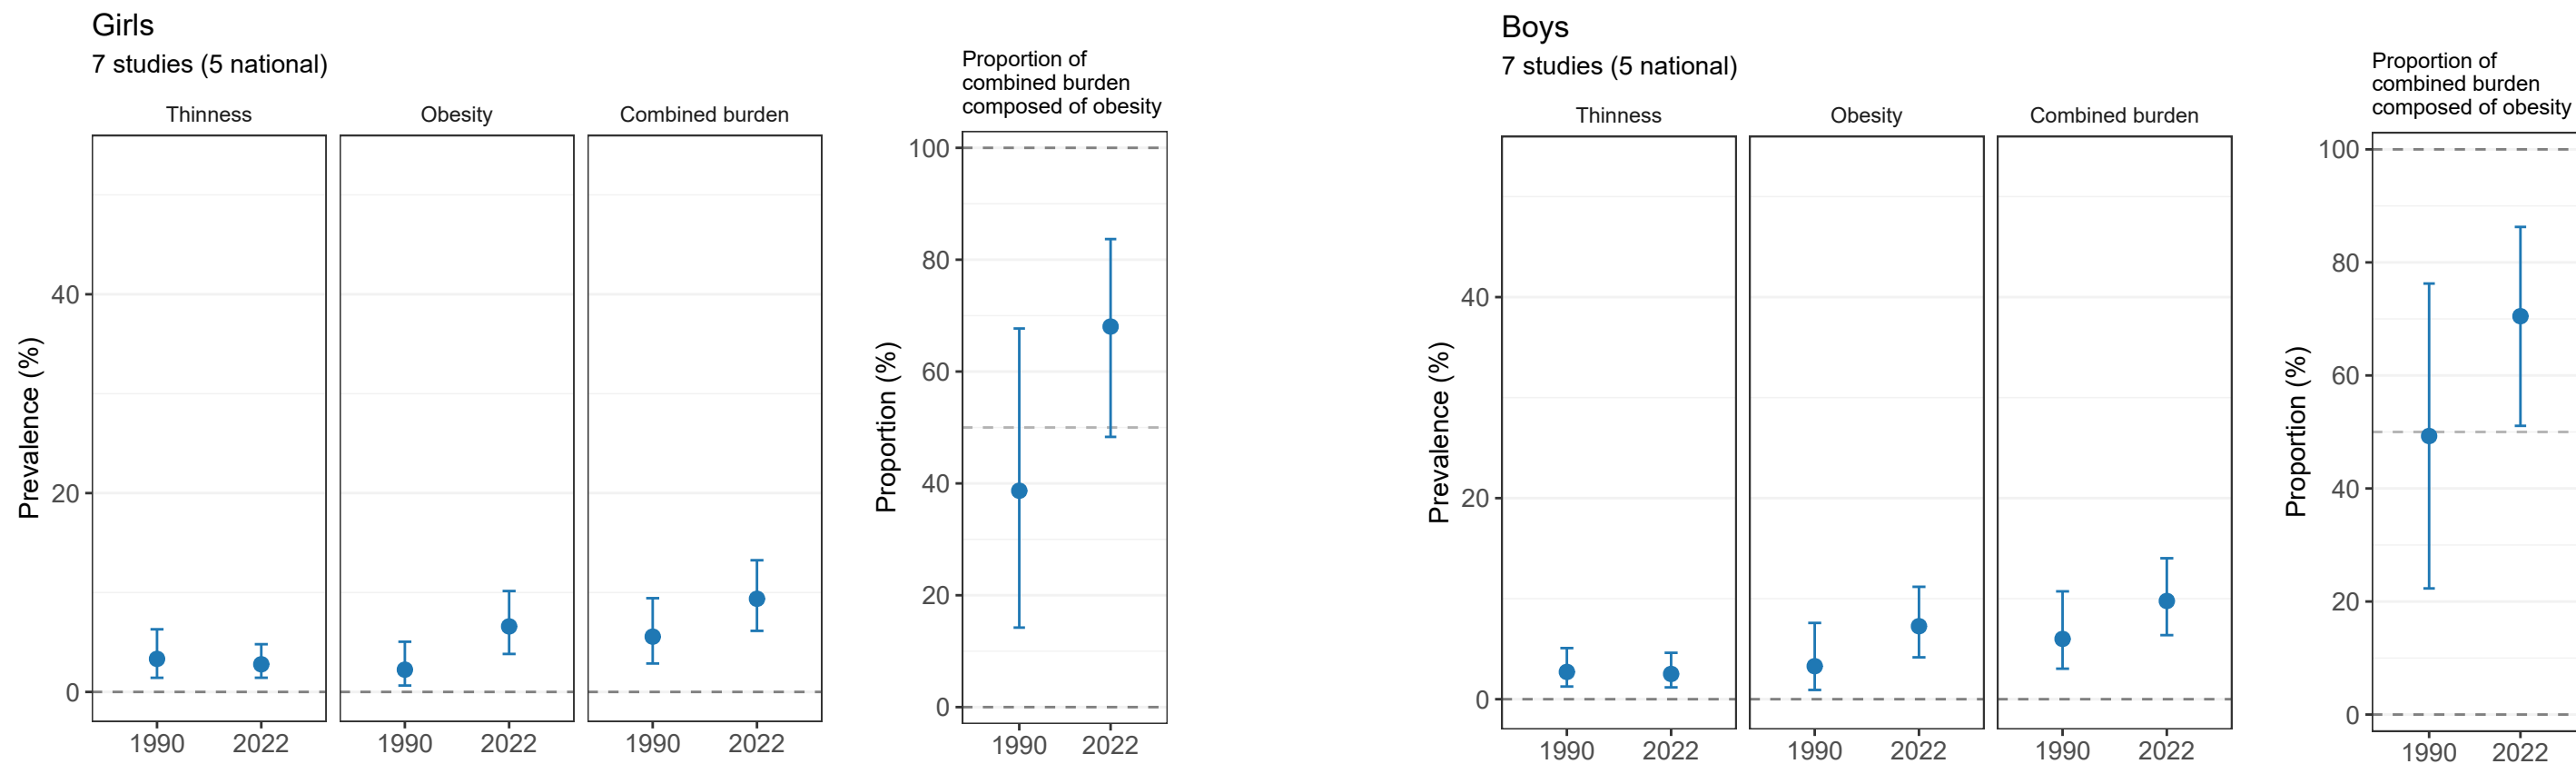 Girls
7 studies (5 national)
Thinness
Obesity
Combined burden
Prevalence (%)
40
20
0
1990 2022
1990 2022
1990 2022
Proportion of
combined burden
composed of obesity
Proportion (%)
100
80
60
40
20
0
1990 2022
Boys
7 studies (5 national)
Thinness
Obesity
Combined burden
Prevalence (%)
40
20
0
1990 2022
1990 2022
1990 2022
Proportion of
combined burden
composed of obesity
Proportion (%)
100
80
60
40
20
0
1990 2022